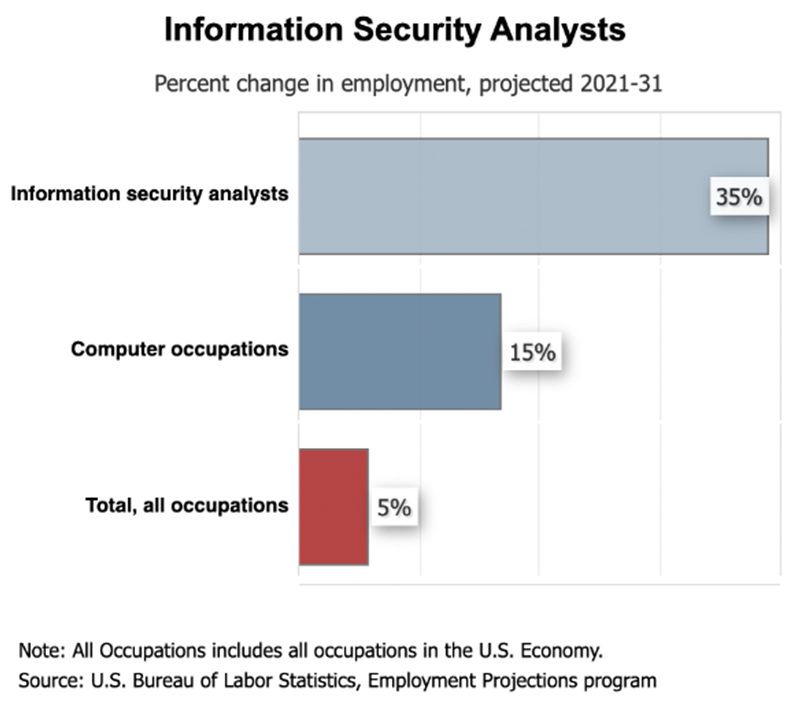 Information Security Analysts
Percent change in employment, projected 2021-31
Information security analysts
35%
Computer occupations
15%
Total, all occupations
5%
Note: All Occupations includes all occupations in the U.S. Economy.
Source: U.S. Bureau of Labor Statistics, Employment Projections program